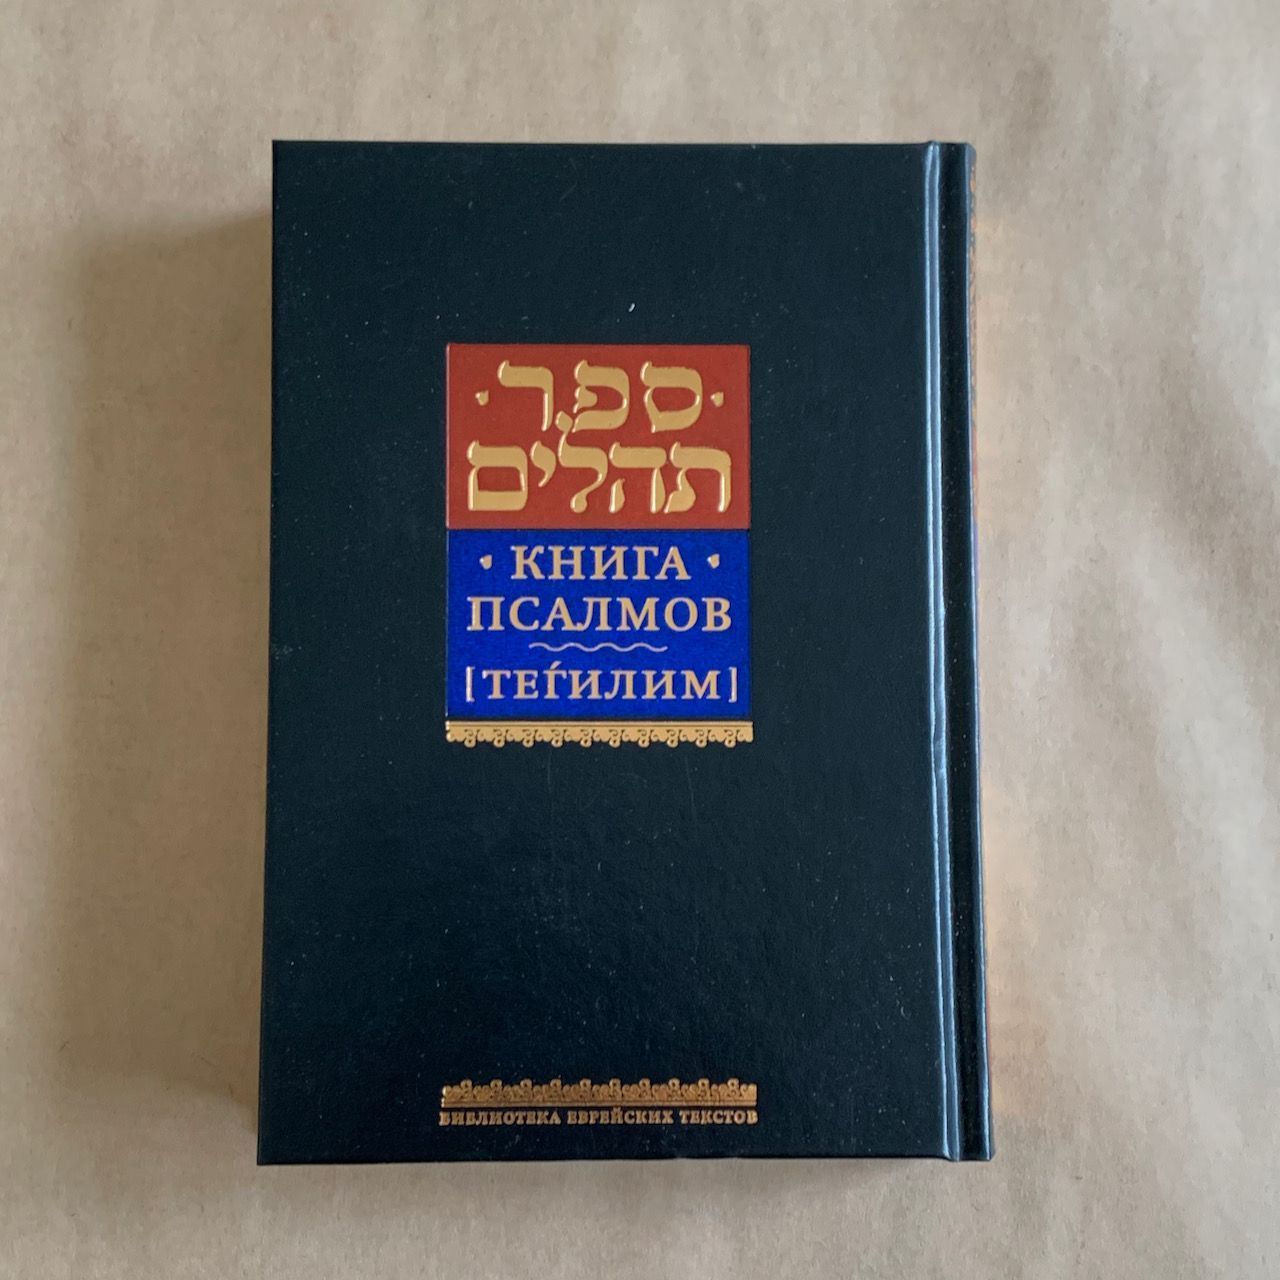 · ספר ·
תהלים
· КНИГА ·
ПСАЛМОВ
[ТЕЃИЛИМ]
БИБЛИОТЕКА ЕВРЕЙСКИХ ТЕКСТОВ